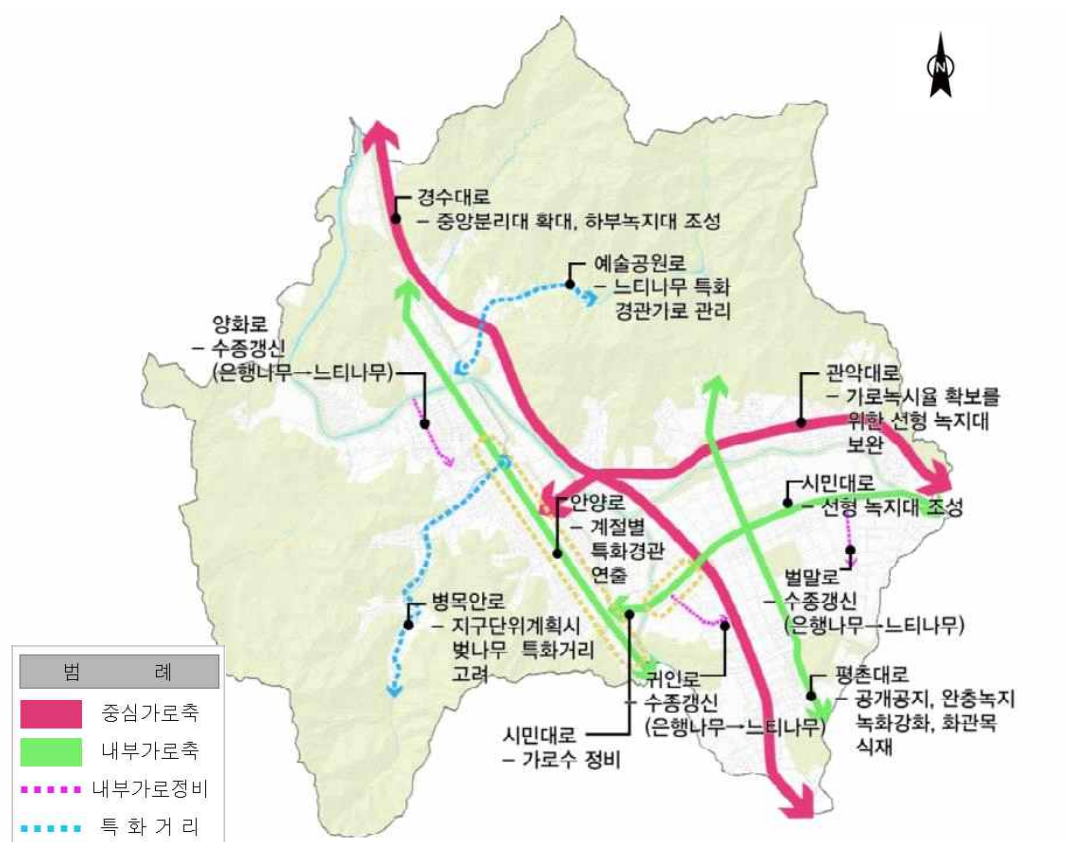 N
경수대로
– 중앙분리대 확대, 하부녹지대 조성
예술공원로
– 느티나무 특화
경관가로 관리
양화로
– 수종갱신
(은행나무→느티나무)
관악대로
– 가로녹시율 확보를
위한 선형 녹지대
보완
시민대로
– 선형 녹지대 조성
안양로
– 계절별
특화경관
연출
벌말로
– 수종갱신
(은행나무→느티나무)
병목안로
– 지구단위계획시
벚나무 특화거리
고려
귀인로
– 수종갱신
(은행나무→느티나무)
평촌대로
– 공개공지, 완충녹지
녹화강화, 화관목
식재
시민대로
– 가로수 정비
범 례
중심가로축
내부가로축
내부가로정비
특 화 거 리